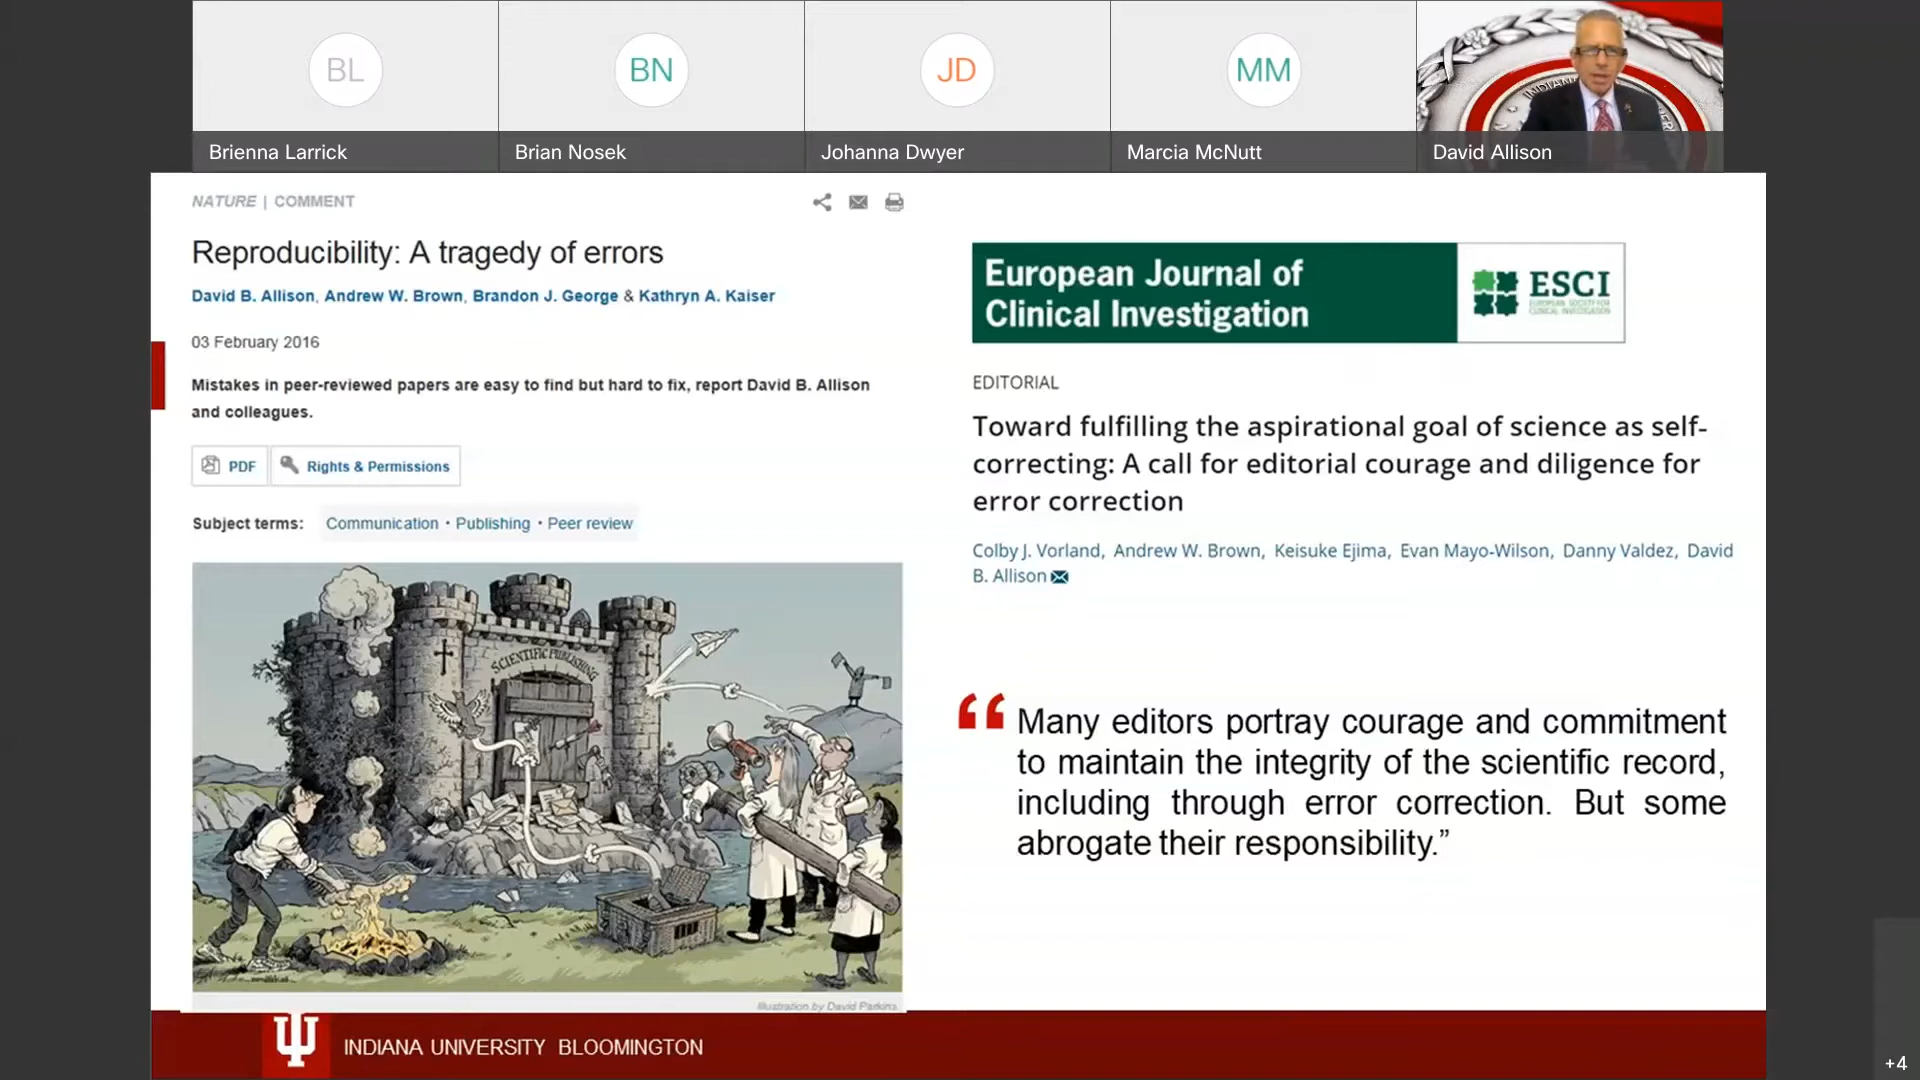 BL
BN
JD
MM
Brienna Larrick
Brian Nosek
Johanna Dwyer
Marcia McNutt
David Allison
NATURE | COMMENT
Reproducibility: A tragedy of errors
David B. Allison, Andrew W. Brown, Brandon J. George & Kathryn A. Kaiser
03 February 2016
Mistakes in peer-reviewed papers are easy to find but hard to fix, report David B. Allison
and colleagues.
PDF
Rights & Permissions
Subject terms: Communication · Publishing · Peer review
SCIENTIFIC PUBLISHING
Illustration by David Parkins
European Journal of
Clinical Investigation
ESCI
EUROPEAN SOCIETY FOR
CLINICAL INVESTIGATION
EDITORIAL
Toward fulfilling the aspirational goal of science as self-
correcting: A call for editorial courage and diligence for
error correction
Colby J. Vorland, Andrew W. Brown, Keisuke Ejima, Evan Mayo-Wilson, Danny Valdez, David
B. Allison
“ Many editors portray courage and commitment
to maintain the integrity of the scientific record,
including through error correction. But some
abrogate their responsibility.”
INDIANA UNIVERSITY BLOOMINGTON
+4